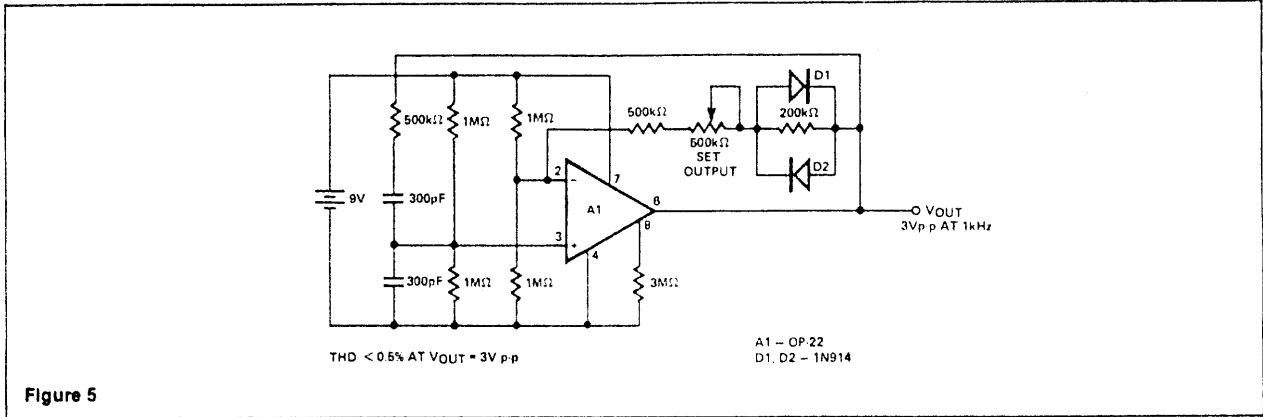 D1
500kΩ
1MΩ
1MΩ
500kΩ
200kΩ
600kΩ
SET
OUTPUT
D2
2
7
9V
300pF
A1
6
8
VOUT
3Vp-p AT 1kHz
3
4
300pF
1MΩ
1MΩ
3MΩ
THD < 0.5% AT VOUT = 3V p-p
A1 – OP-22
D1, D2 – 1N914
Figure 5